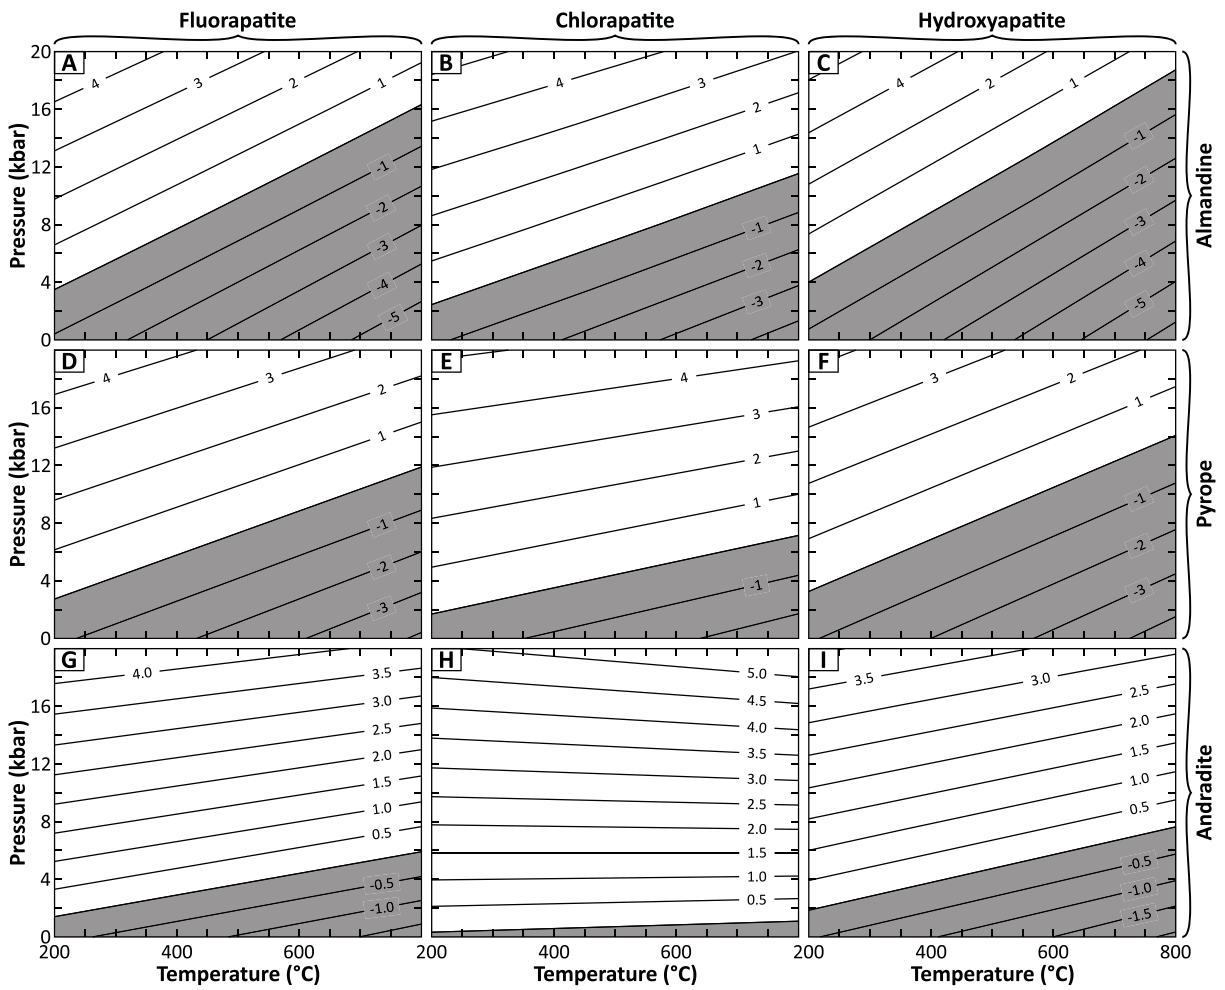 Fluorapatite Chlorapatite Hydroxyapatite
A B C
4 3 2 1 4 3 2 1 4 2 1
-1 -2 -3 -4 -5 -1 -2 -3 -1 -2 -3 -4 -5
20 16 12 8 4 0
Pressure (kbar)
Almandine
D E F
4 3 2 1 4 3 2 1 3 2 1
-1 -2 -3 -1 -1 -2 -3
16 12 8 4 0
Pressure (kbar)
Pyrope
G H I
4.0 3.5 3.0 2.5 2.0 1.5 1.0 0.5 -0.5 -1.0
5.0 4.5 4.0 3.5 3.0 2.5 2.0 1.5 1.0 0.5
3.5 3.0 2.5 2.0 1.5 1.0 0.5 -0.5 -1.0 -1.5
16 12 8 4 0
Pressure (kbar)
Andradite
200 400 600 200 400 600 200 400 600 800
Temperature (°C) Temperature (°C) Temperature (°C)